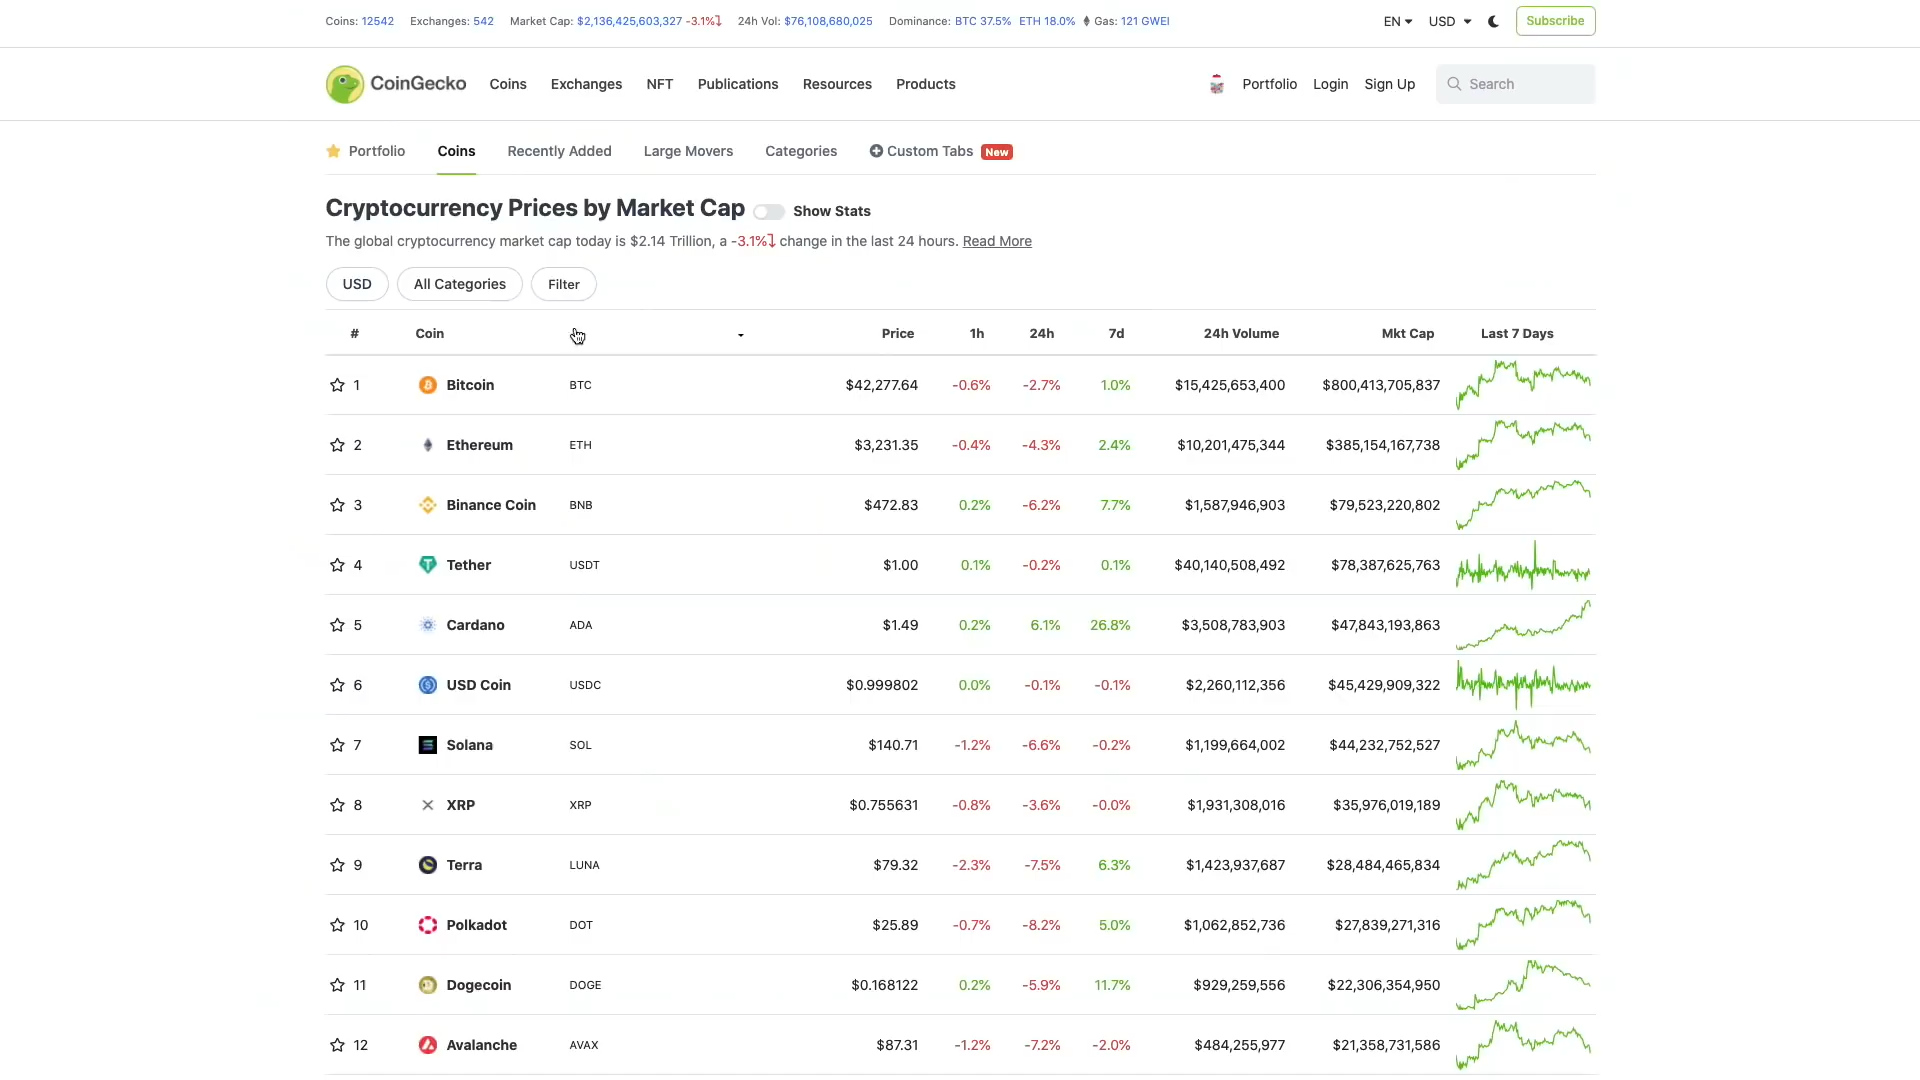 Coins: 12542 Exchanges: 542 Market Cap: $2,136,425,603,327 -3.1% 24h Vol: $76,108,680,025 Dominance: BTC 37.5% ETH 18.0% Gas: 121 GWEI EN USD Subscribe
CoinGecko Coins Exchanges NFT Publications Resources Products Portfolio Login Sign Up Search
Portfolio Coins Recently Added Large Movers Categories Custom Tabs New
Cryptocurrency Prices by Market Cap Show Stats
The global cryptocurrency market cap today is $2.14 Trillion, a -3.1% change in the last 24 hours. Read More
USD All Categories Filter
# Coin Price 1h 24h 7d 24h Volume Mkt Cap Last 7 Days
1 Bitcoin BTC $42,277.64 -0.6% -2.7% 1.0% $15,425,653,400 $800,413,705,837
2 Ethereum ETH $3,231.35 -0.4% -4.3% 2.4% $10,201,475,344 $385,154,167,738
3 Binance Coin BNB $472.83 0.2% -6.2% 7.7% $1,587,946,903 $79,523,220,802
4 Tether USDT $1.00 0.1% -0.2% 0.1% $40,140,508,492 $78,387,625,763
5 Cardano ADA $1.49 0.2% 6.1% 26.8% $3,508,783,903 $47,843,193,863
6 USD Coin USDC $0.999802 0.0% -0.1% -0.1% $2,260,112,356 $45,429,909,322
7 Solana SOL $140.71 -1.2% -6.6% -0.2% $1,199,664,002 $44,232,752,527
8 XRP XRP $0.755631 -0.8% -3.6% -0.0% $1,931,308,016 $35,976,019,189
9 Terra LUNA $79.32 -2.3% -7.5% 6.3% $1,423,937,687 $28,484,465,834
10 Polkadot DOT $25.89 -0.7% -8.2% 5.0% $1,062,852,736 $27,839,271,316
11 Dogecoin DOGE $0.168122 0.2% -5.9% 11.7% $929,259,556 $22,306,354,950
12 Avalanche AVAX $87.31 -1.2% -7.2% -2.0% $484,255,977 $21,358,731,586